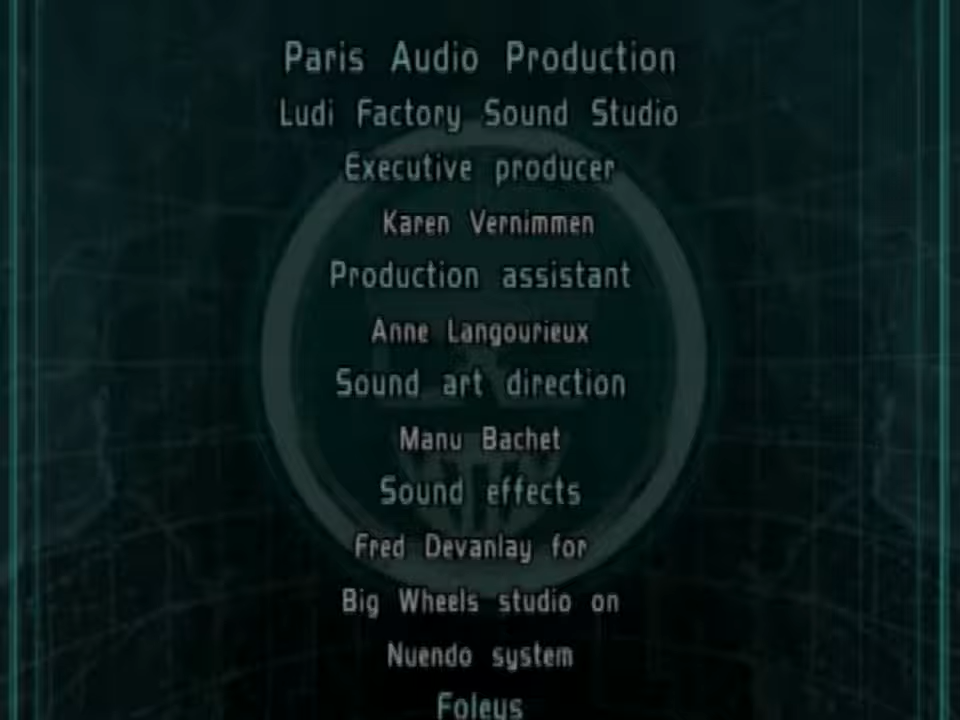 Paris Audio Production
Ludi Factory Sound Studio
Executive producer
Karen Vernimmen
Production assistant
Anne Langourieux
Sound art direction
Manu Bachet
Sound effects
Fred Devanlay for
Big Wheels studio on
Nuendo system
Foleys